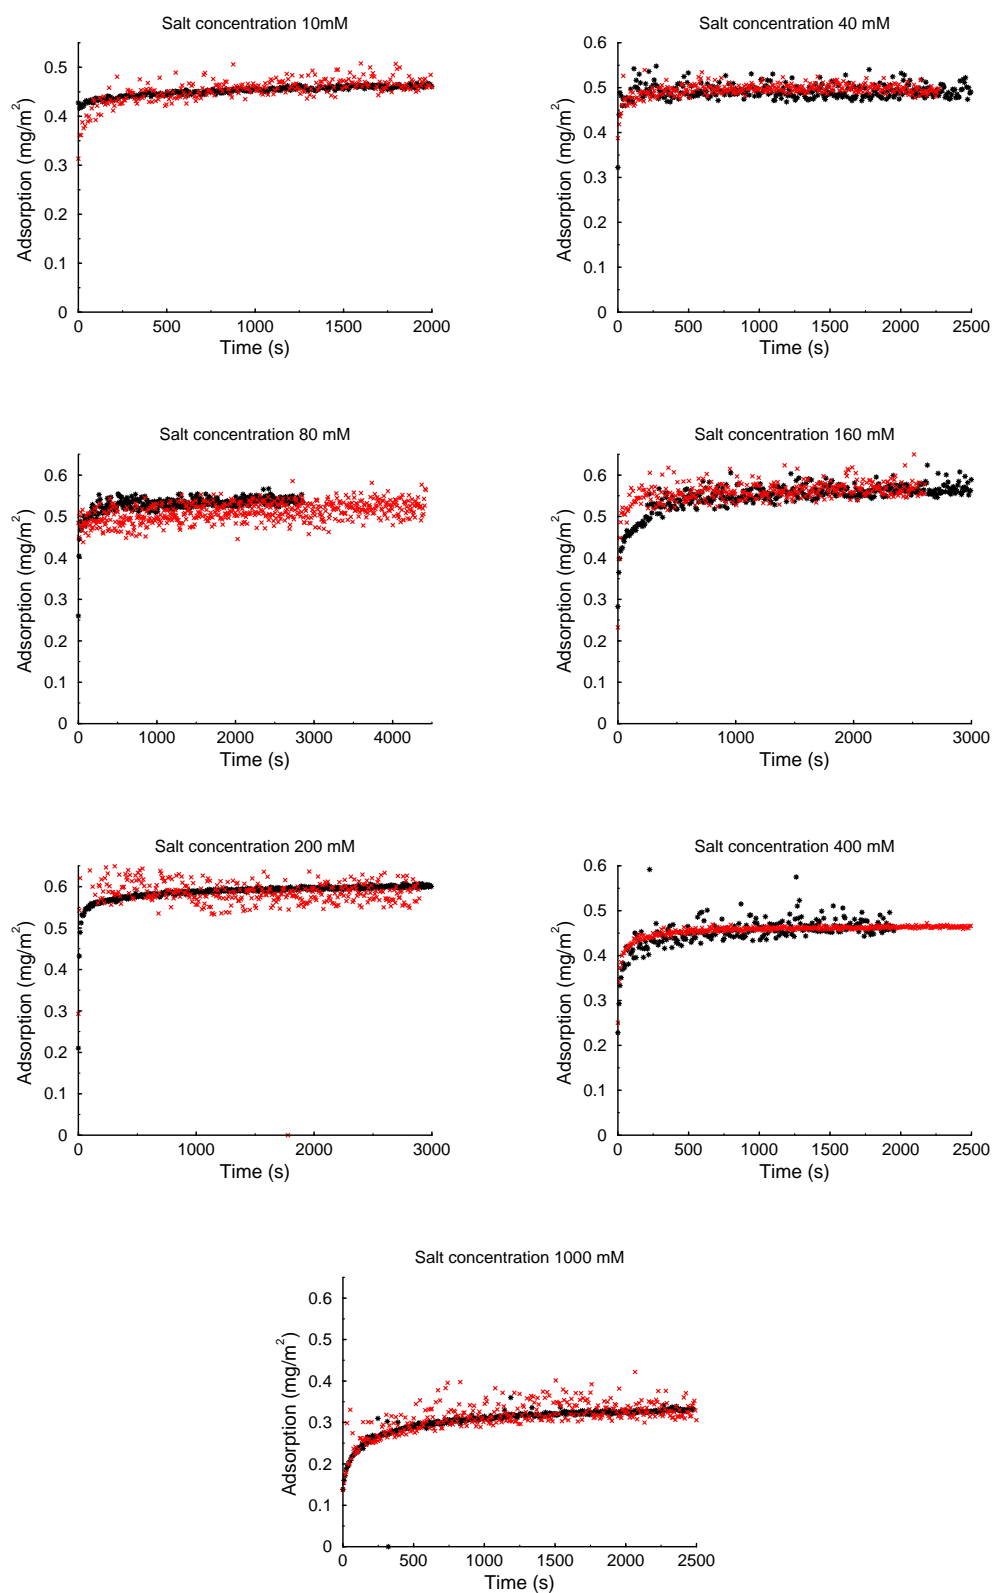 Salt concentration 10mM
Adsorption (mg/m²)
0.5
0.4
0.3
0.2
0.1
0
0 500 1000 1500 2000
Time (s)
Salt concentration 40 mM
Adsorption (mg/m²)
0.6
0.5
0.4
0.3
0.2
0.1
0
0 500 1000 1500 2000 2500
Time (s)
Salt concentration 80 mM
Adsorption (mg/m²)
0.6
0.5
0.4
0.3
0.2
0.1
0
0 1000 2000 3000 4000
Time (s)
Salt concentration 160 mM
Adsorption (mg/m²)
0.6
0.5
0.4
0.3
0.2
0.1
0
0 1000 2000 3000
Time (s)
Salt concentration 200 mM
Adsorption (mg/m²)
0.6
0.5
0.4
0.3
0.2
0.1
0
0 1000 2000 3000
Time (s)
Salt concentration 400 mM
Adsorption (mg/m²)
0.6
0.5
0.4
0.3
0.2
0.1
0
0 500 1000 1500 2000 2500
Time (s)
Salt concentration 1000 mM
Adsorption (mg/m²)
0.6
0.5
0.4
0.3
0.2
0.1
0
0 500 1000 1500 2000 2500
Time (s)